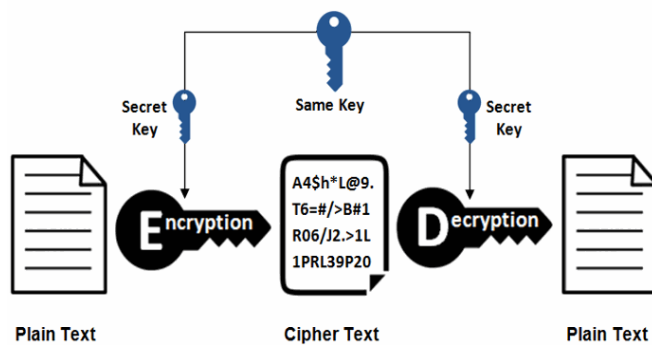 Secret
Key
Same Key
Secret
Key
A4$h*L@9.
T6=#/>B#1
R06/J2.>1L
1PRL39P20
Encryption
Decryption
Plain Text
Cipher Text
Plain Text